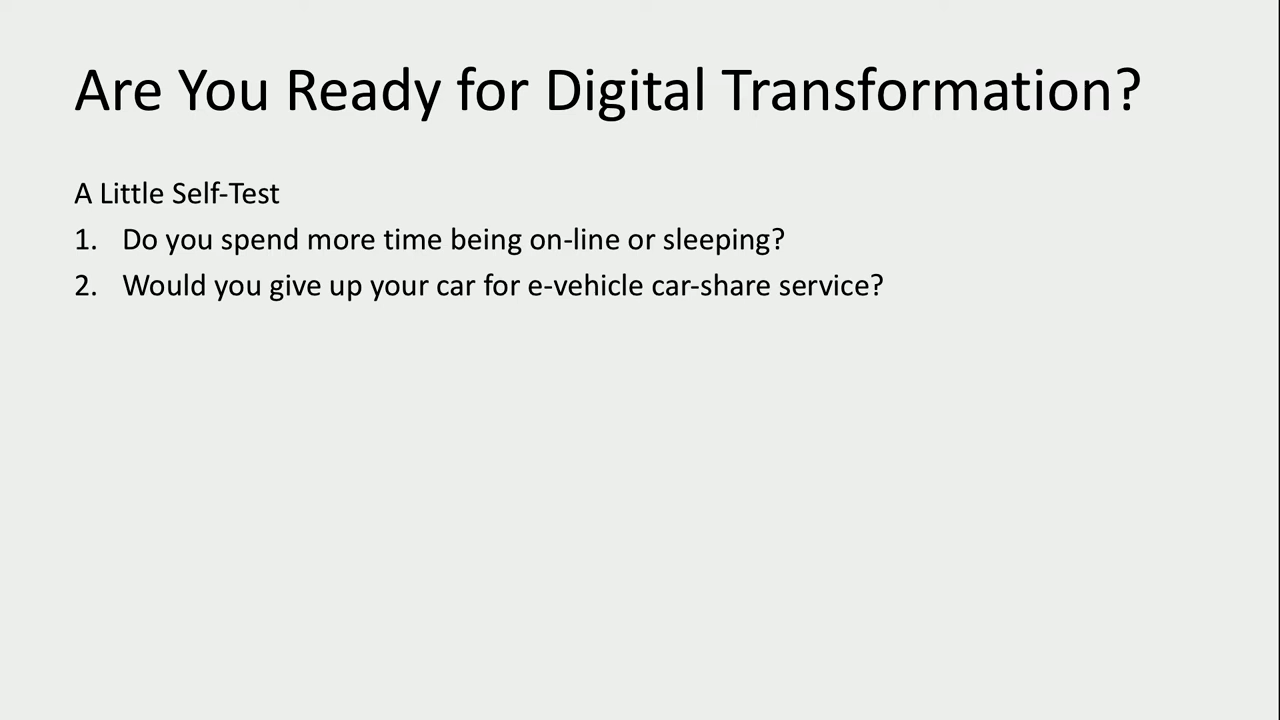 Are You Ready for Digital Transformation?
A Little Self-Test
1. Do you spend more time being on-line or sleeping?
2. Would you give up your car for e-vehicle car-share service?